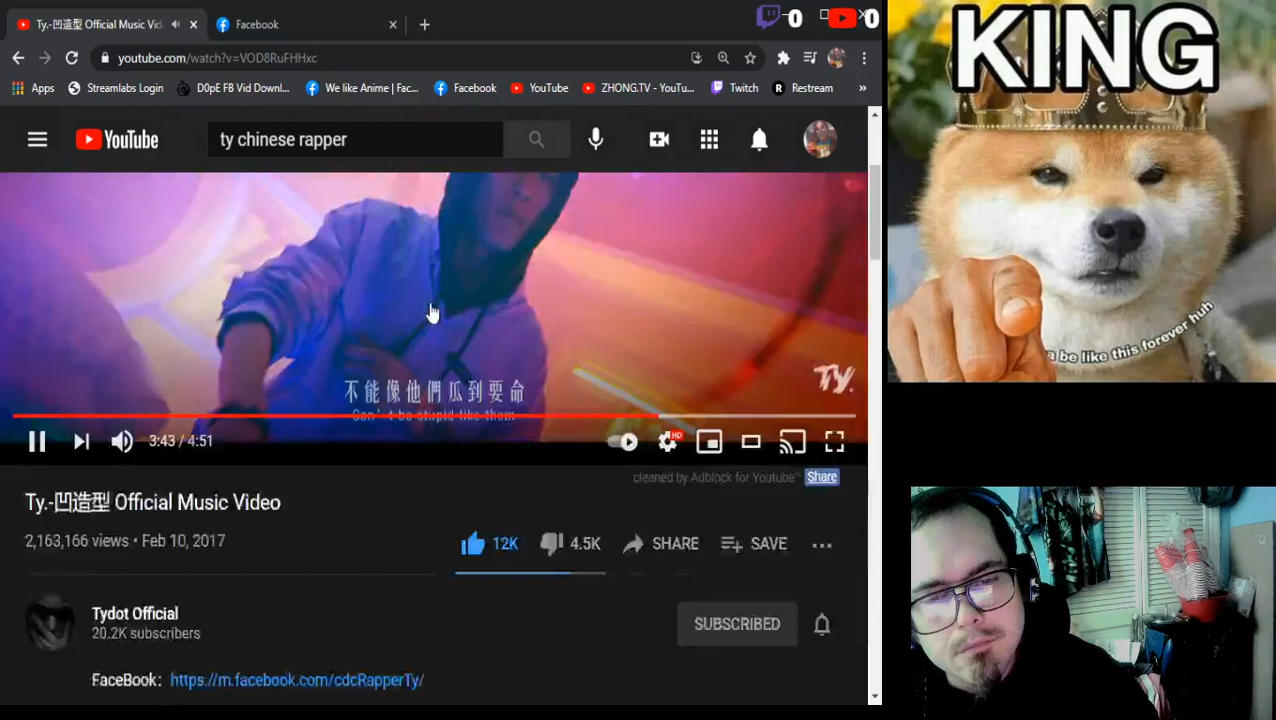 Ty.-凹造型 Official Music Vid
Facebook
0
0
youtube.com/watch?v=VOD8RuFHHxc
Apps
Streamlabs Login
D0pE FB Vid Downl...
We like Anime | Fac...
Facebook
YouTube
ZHONG.TV - YouTu...
Twitch
Restream
»
YouTube
ty chinese rapper
TY.
不能像他們瓜到要命
Can't be stupid like them
3:43 / 4:51
HD
cleaned by Adblock for Youtube™
Share
Ty.-凹造型 Official Music Video
2,163,166 views • Feb 10, 2017
12K
4.5K
SHARE
SAVE
Tydot Official
20.2K subscribers
SUBSCRIBED
FaceBook: https://m.facebook.com/cdcRapperTy/
KING
a be like this forever huh